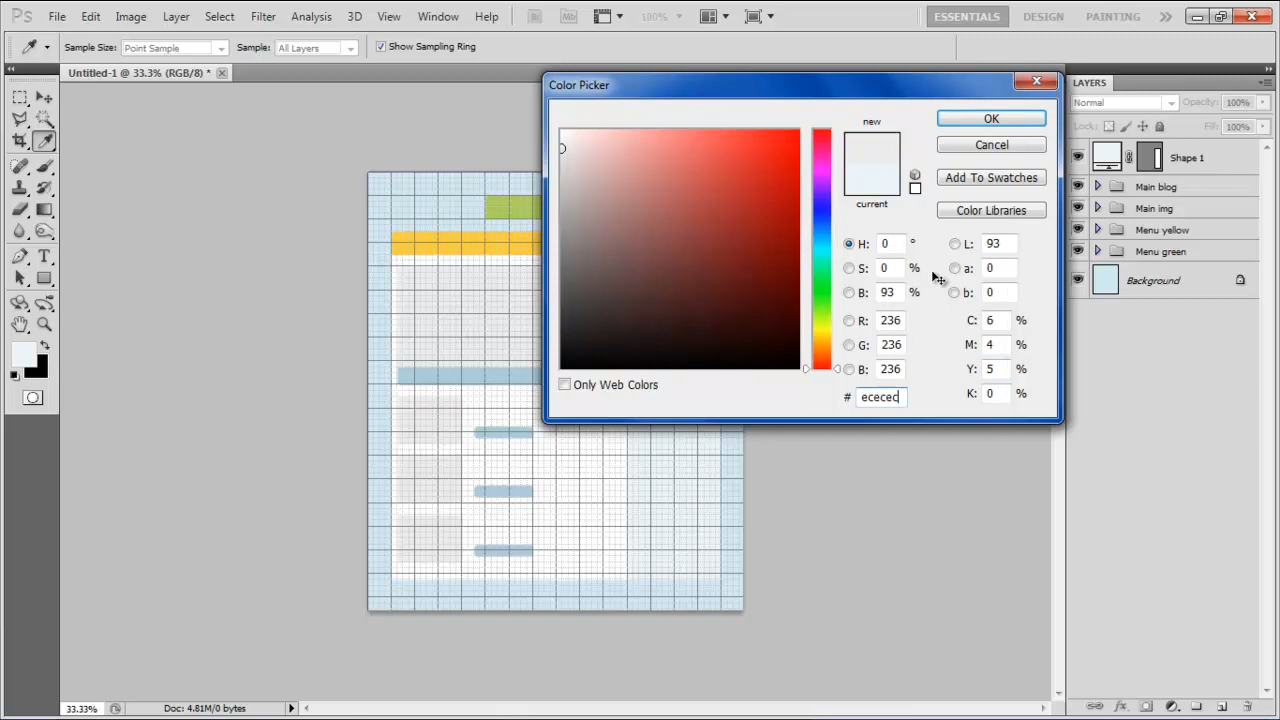 Ps File Edit Image Layer Select Filter Analysis 3D View Window Help Br Mb 100% ESSENTIALS DESIGN PAINTING
Sample Size: Point Sample Sample: All Layers Show Sampling Ring
Untitled-1 @ 33.3% (RGB/8) *
LAYERS
Normal Opacity: 100%
Lock: Fill: 100%
Shape 1
Main blog
Main img
Menu yellow
Menu green
Background
Color Picker
new
current
OK
Cancel
Add To Swatches
Color Libraries
H: 0 ° L: 93
S: 0 % a: 0
B: 93 % b: 0
R: 236 C: 6 %
G: 236 M: 4 %
B: 236 Y: 5 %
# ececec K: 0 %
Only Web Colors
33.33% Doc: 4.81M/0 bytes